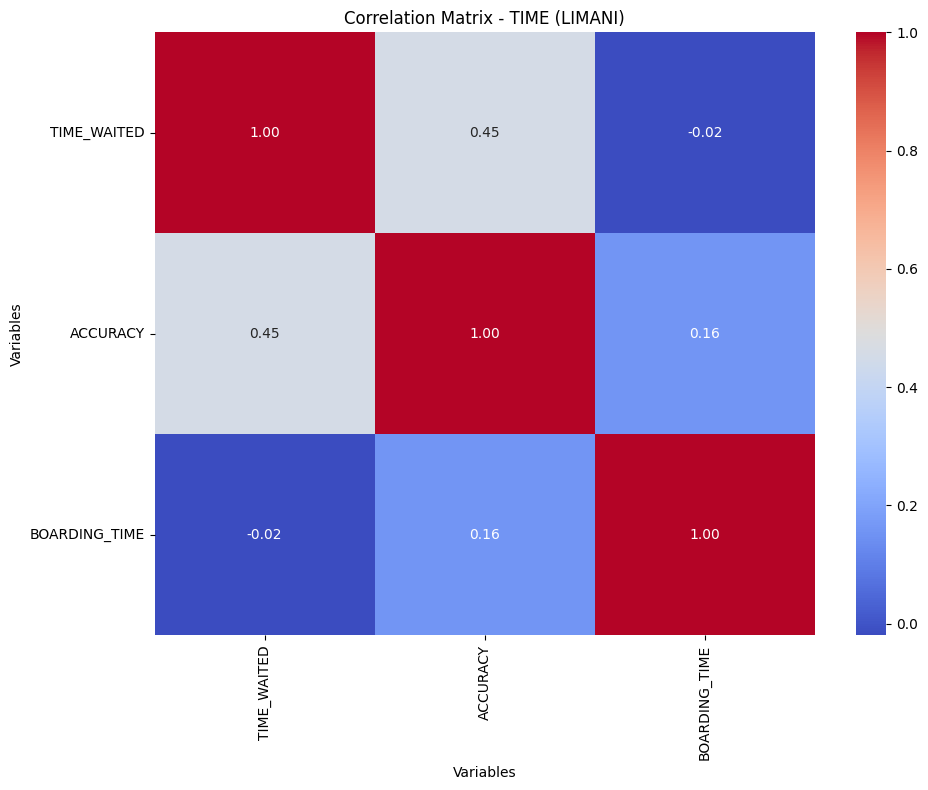 Correlation Matrix - TIME (LIMANI)
TIME_WAITED
1.00
0.45
-0.02
ACCURACY
0.45
1.00
0.16
BOARDING_TIME
-0.02
0.16
1.00
Variables
TIME_WAITED
ACCURACY
BOARDING_TIME
Variables
1.0
0.8
0.6
0.4
0.2
0.0